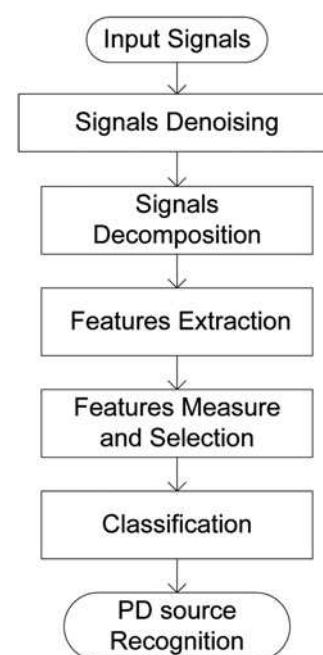 Input Signals
Signals Denoising
Signals
Decomposition
Features Extraction
Features Measure
and Selection
Classification
PD source
Recognition